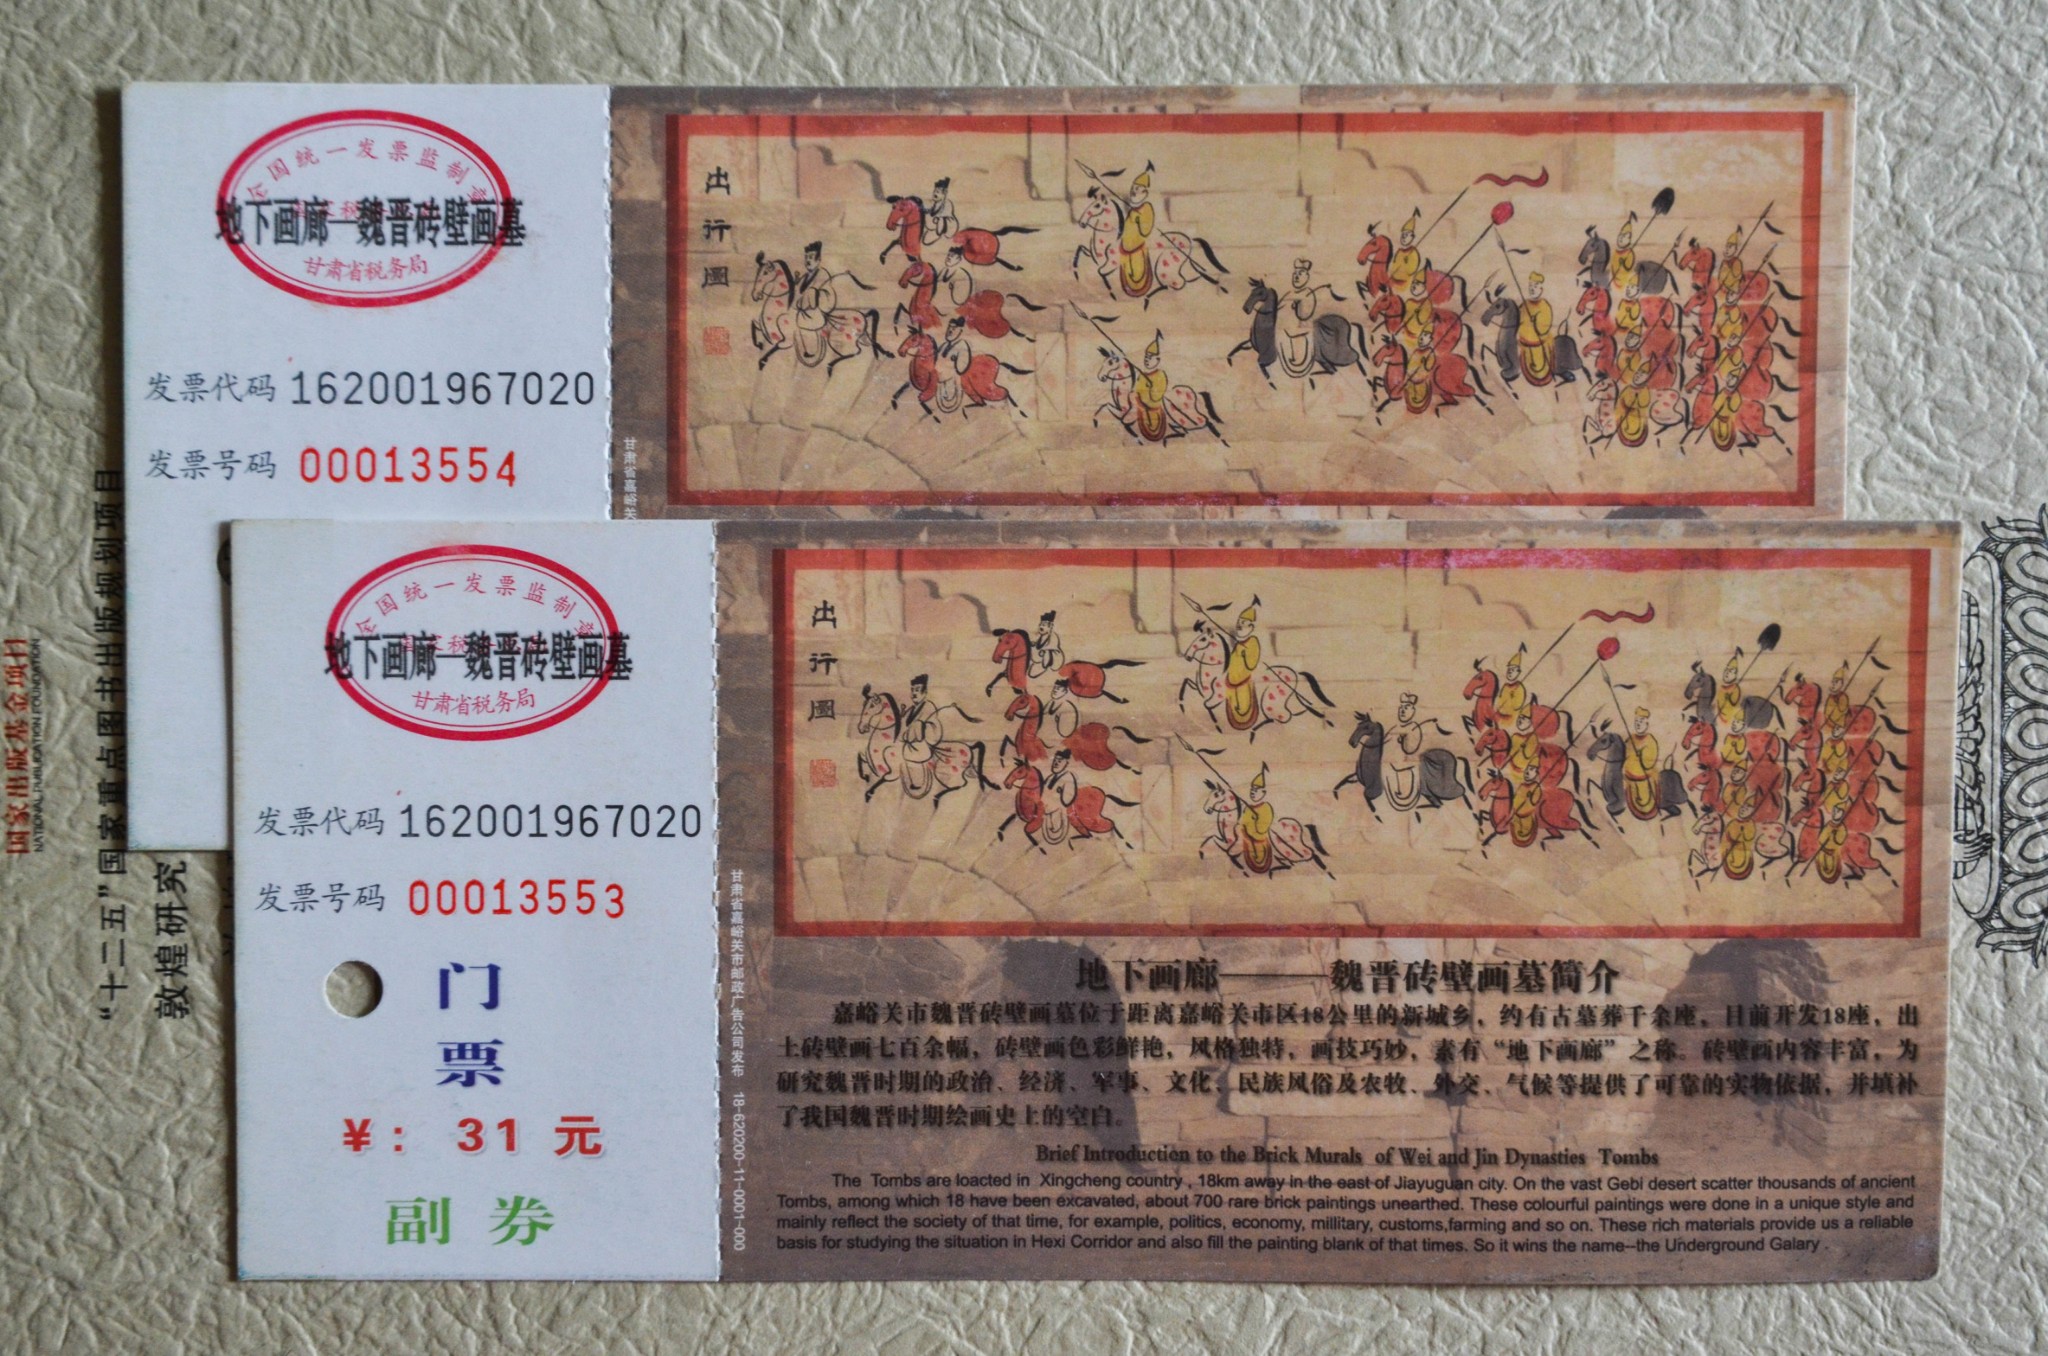 全国统一发票监制章
地下画廊—魏晋砖壁画墓
甘肃省税务局
发票代码 162001967020
发票号码 00013554
出行图
甘肃省嘉峪关
全国统一发票监制章
地下画廊—魏晋砖壁画墓
甘肃省税务局
发票代码 162001967020
发票号码 00013553
门
票
¥: 31 元
副 券
甘肃省嘉峪关市邮政广告公司发布 18-620200-11-0001-000
出行图
地下画廊———魏晋砖壁画墓简介
嘉峪关市魏晋砖壁画墓位于距离嘉峪关市区18公里的新城乡，约有古墓葬千余座，目前开发18座，出
土砖壁画七百余幅，砖壁画色彩鲜艳，风格独特，画技巧妙，素有“地下画廊”之称。砖壁画内容丰富，为
研究魏晋时期的政治、经济、军事、文化、民族风俗及农牧、外交、气候等提供了可靠的实物依据，并填补
了我国魏晋时期绘画史上的空白。
Brief Introduction to the Brick Murals of Wei and Jin Dynasties Tombs
The Tombs are loacted in Xingcheng country , 18km away in the east of Jiayuguan city. On the vast Gebi desert scatter thousands of ancient
Tombs, among which 18 have been excavated, about 700 rare brick paintings unearthed. These colourful paintings were done in a unique style and
mainly reflect the society of that time, for example, politics, economy, millitary, customs,farming and so on. These rich materials provide us a reliable
basis for studying the situation in Hexi Corridor and also fill the painting blank of that times. So it wins the name--the Underground Galary .
国家出版基金项目
NATIONAL PUBLICATION FOUNDATION
“十二五”国家重点图书出版规划项目
敦煌研究